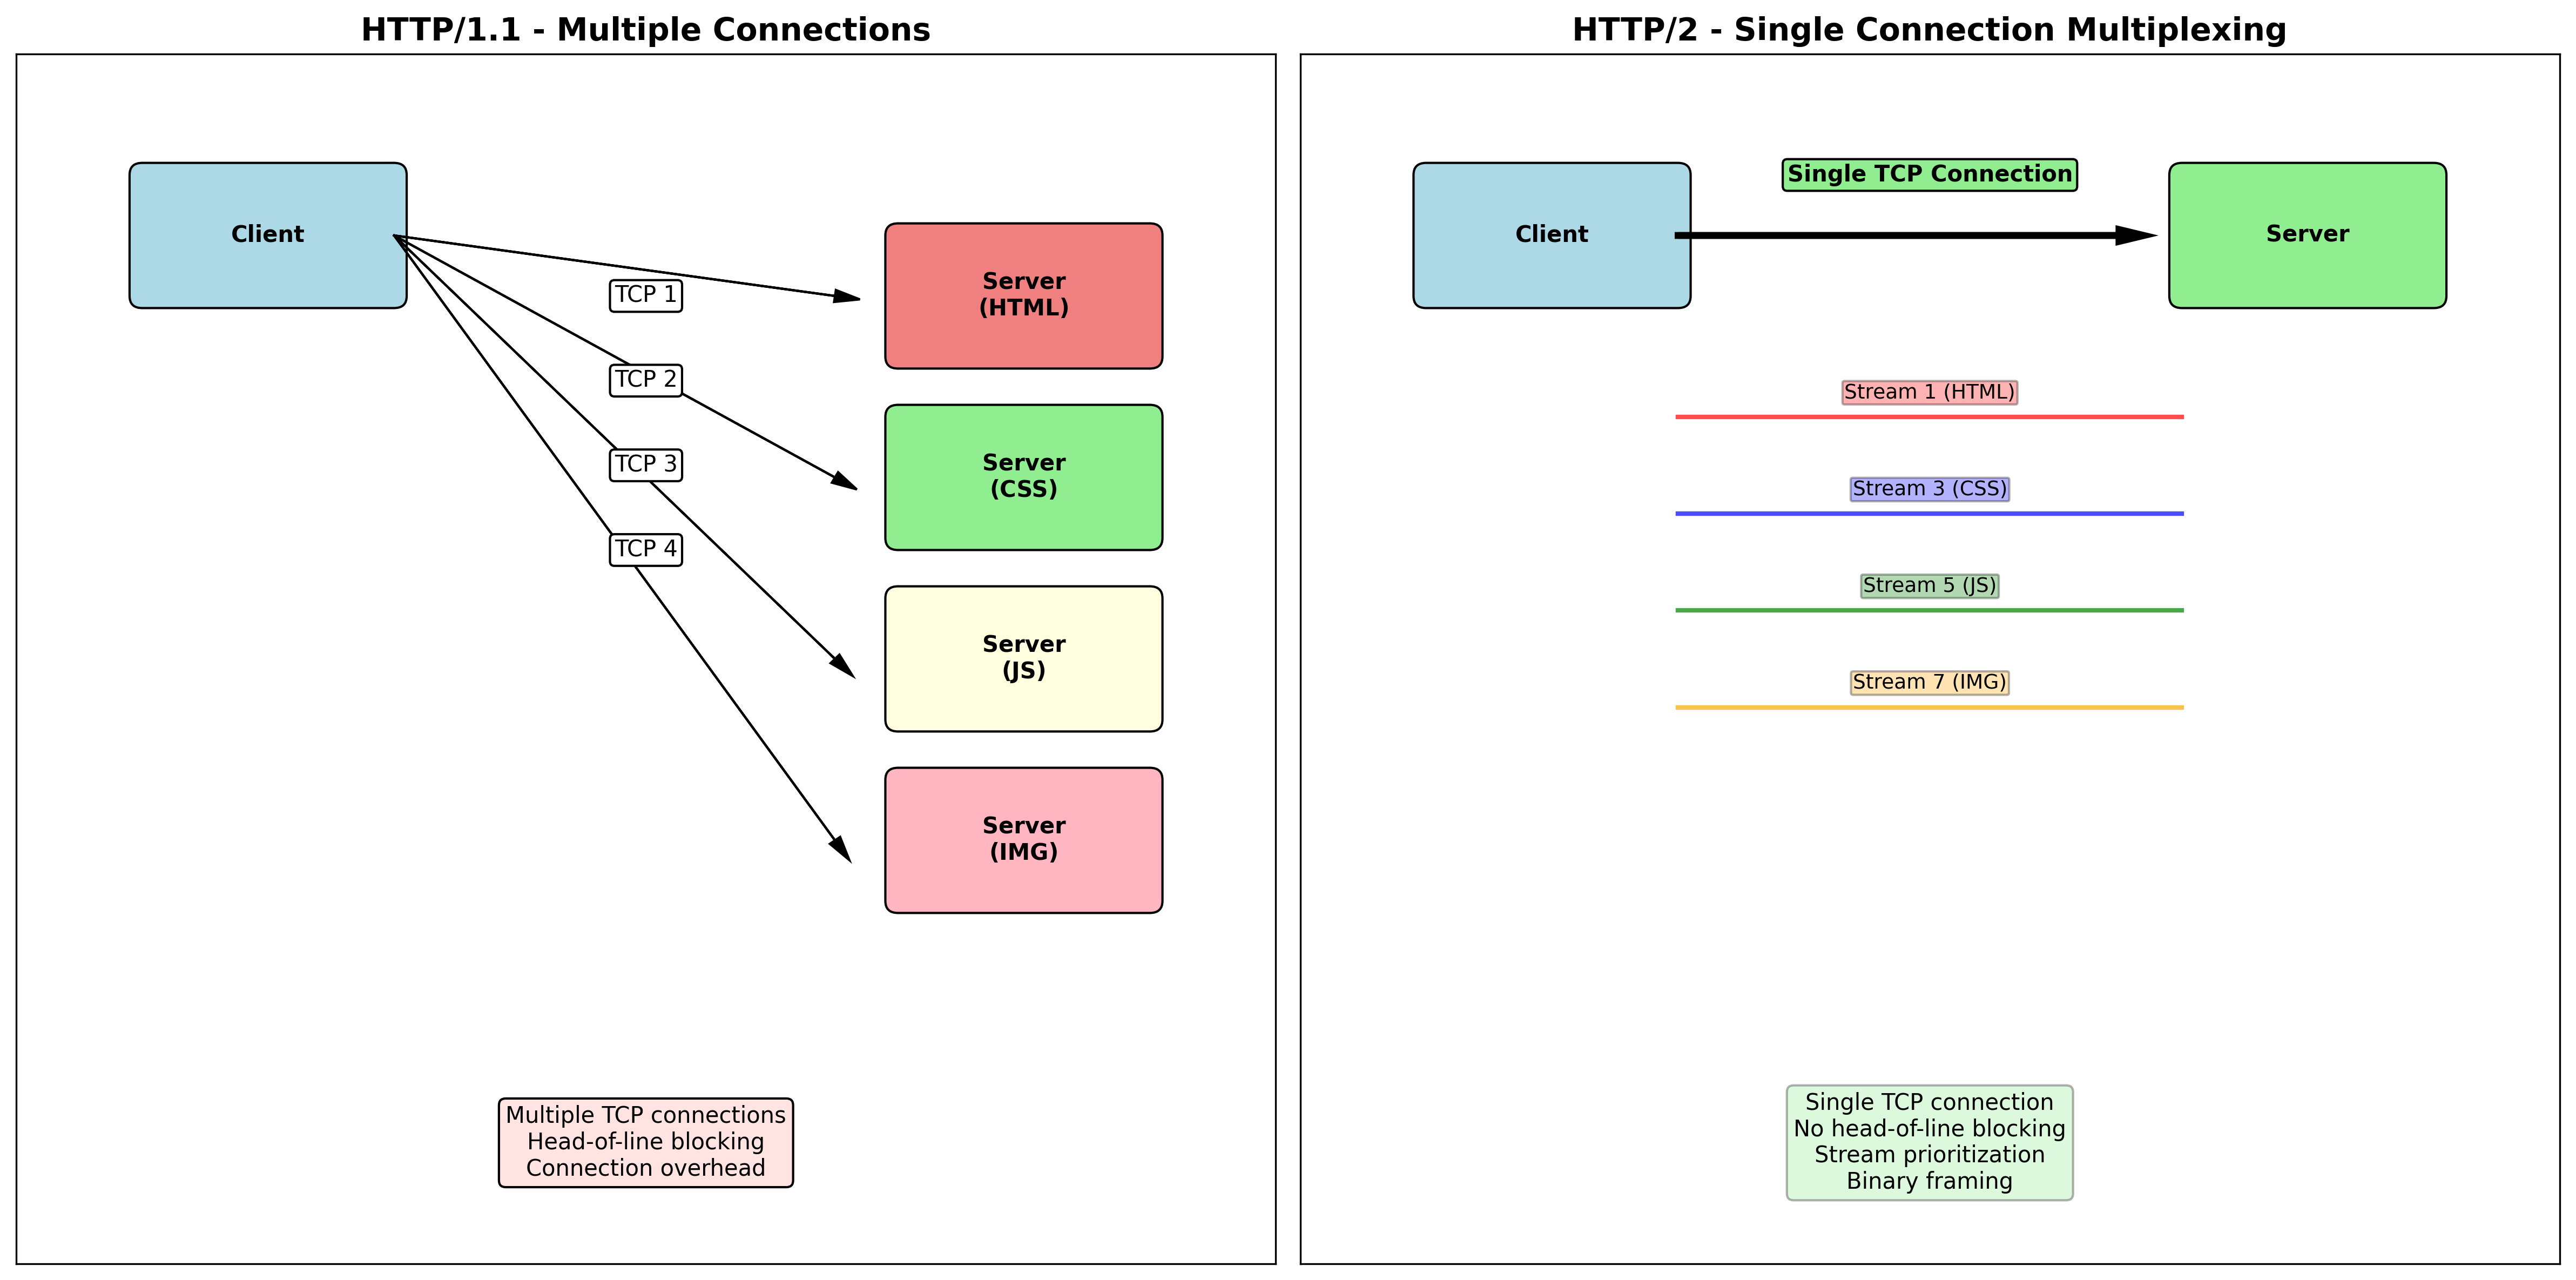 HTTP/1.1 - Multiple Connections
Client
TCP 1
TCP 2
TCP 3
TCP 4
Server
(HTML)
Server
(CSS)
Server
(JS)
Server
(IMG)
Multiple TCP connections
Head-of-line blocking
Connection overhead
HTTP/2 - Single Connection Multiplexing
Client
Single TCP Connection
Server
Stream 1 (HTML)
Stream 3 (CSS)
Stream 5 (JS)
Stream 7 (IMG)
Single TCP connection
No head-of-line blocking
Stream prioritization
Binary framing